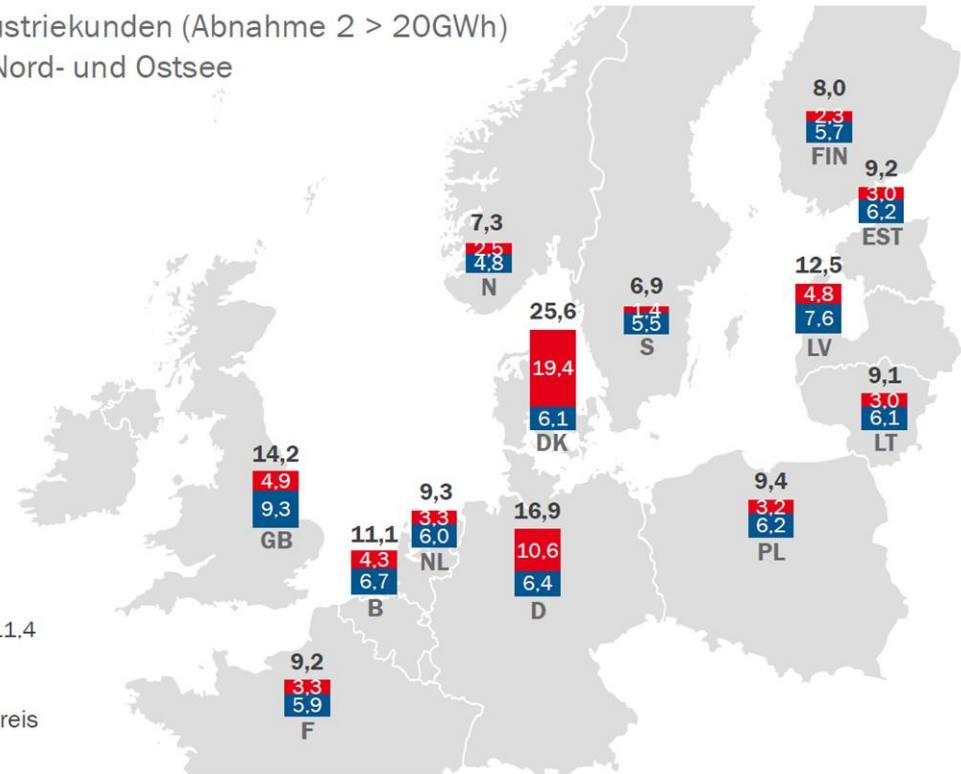 ustriekunden (Abnahme 2 > 20GWh)
Nord- und Ostsee
8,0
2,3
5,7
FIN
9,2
3,0
6,2
EST
7,3
2,5
4,8
N
12,5
4,8
7,6
LV
6,9
1,4
5,5
S
25,6
19,4
6,1
DK
9,1
3,0
6,1
LT
14,2
4,9
9,3
GB
9,3
3,3
6,0
NL
16,9
10,6
6,4
D
9,4
3,2
6,2
PL
11,1
4,3
6,7
B
11,4
9,2
3,3
5,9
F
reis